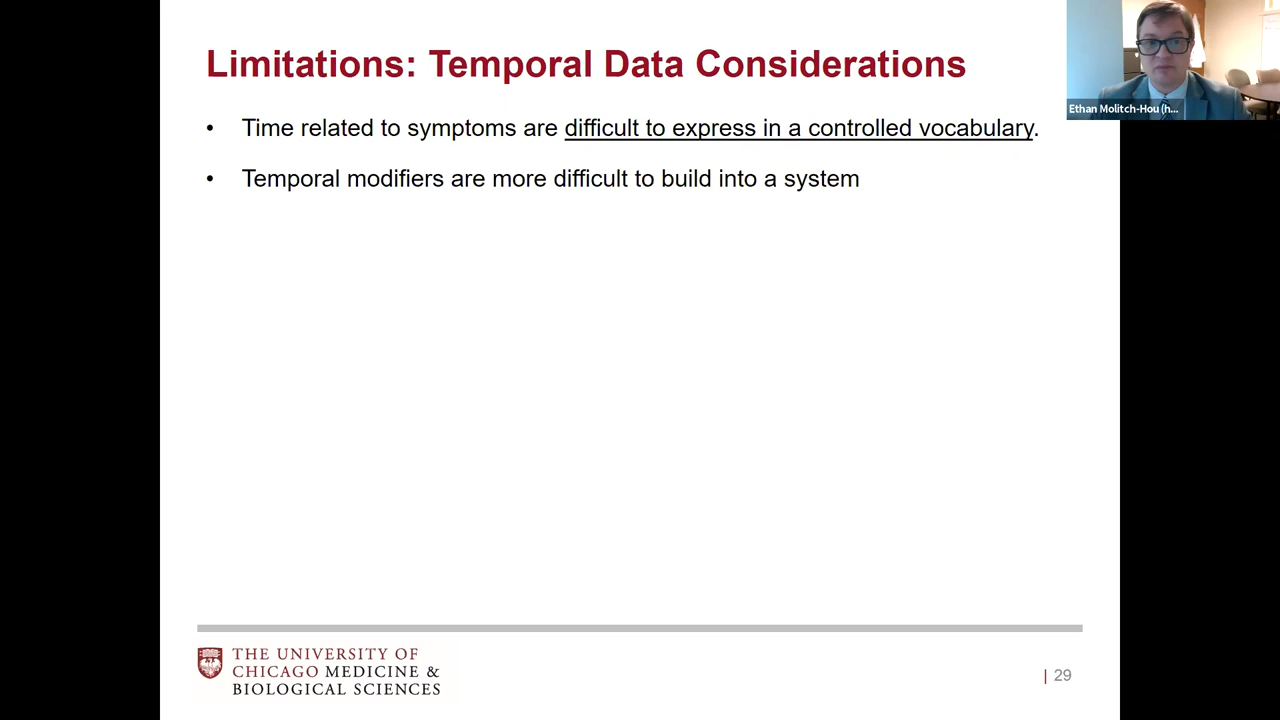 Limitations: Temporal Data Considerations
Ethan Molitch-Hou (h...
• Time related to symptoms are difficult to express in a controlled vocabulary.
• Temporal modifiers are more difficult to build into a system
THE UNIVERSITY OF
CHICAGO MEDICINE &
BIOLOGICAL SCIENCES
| 29